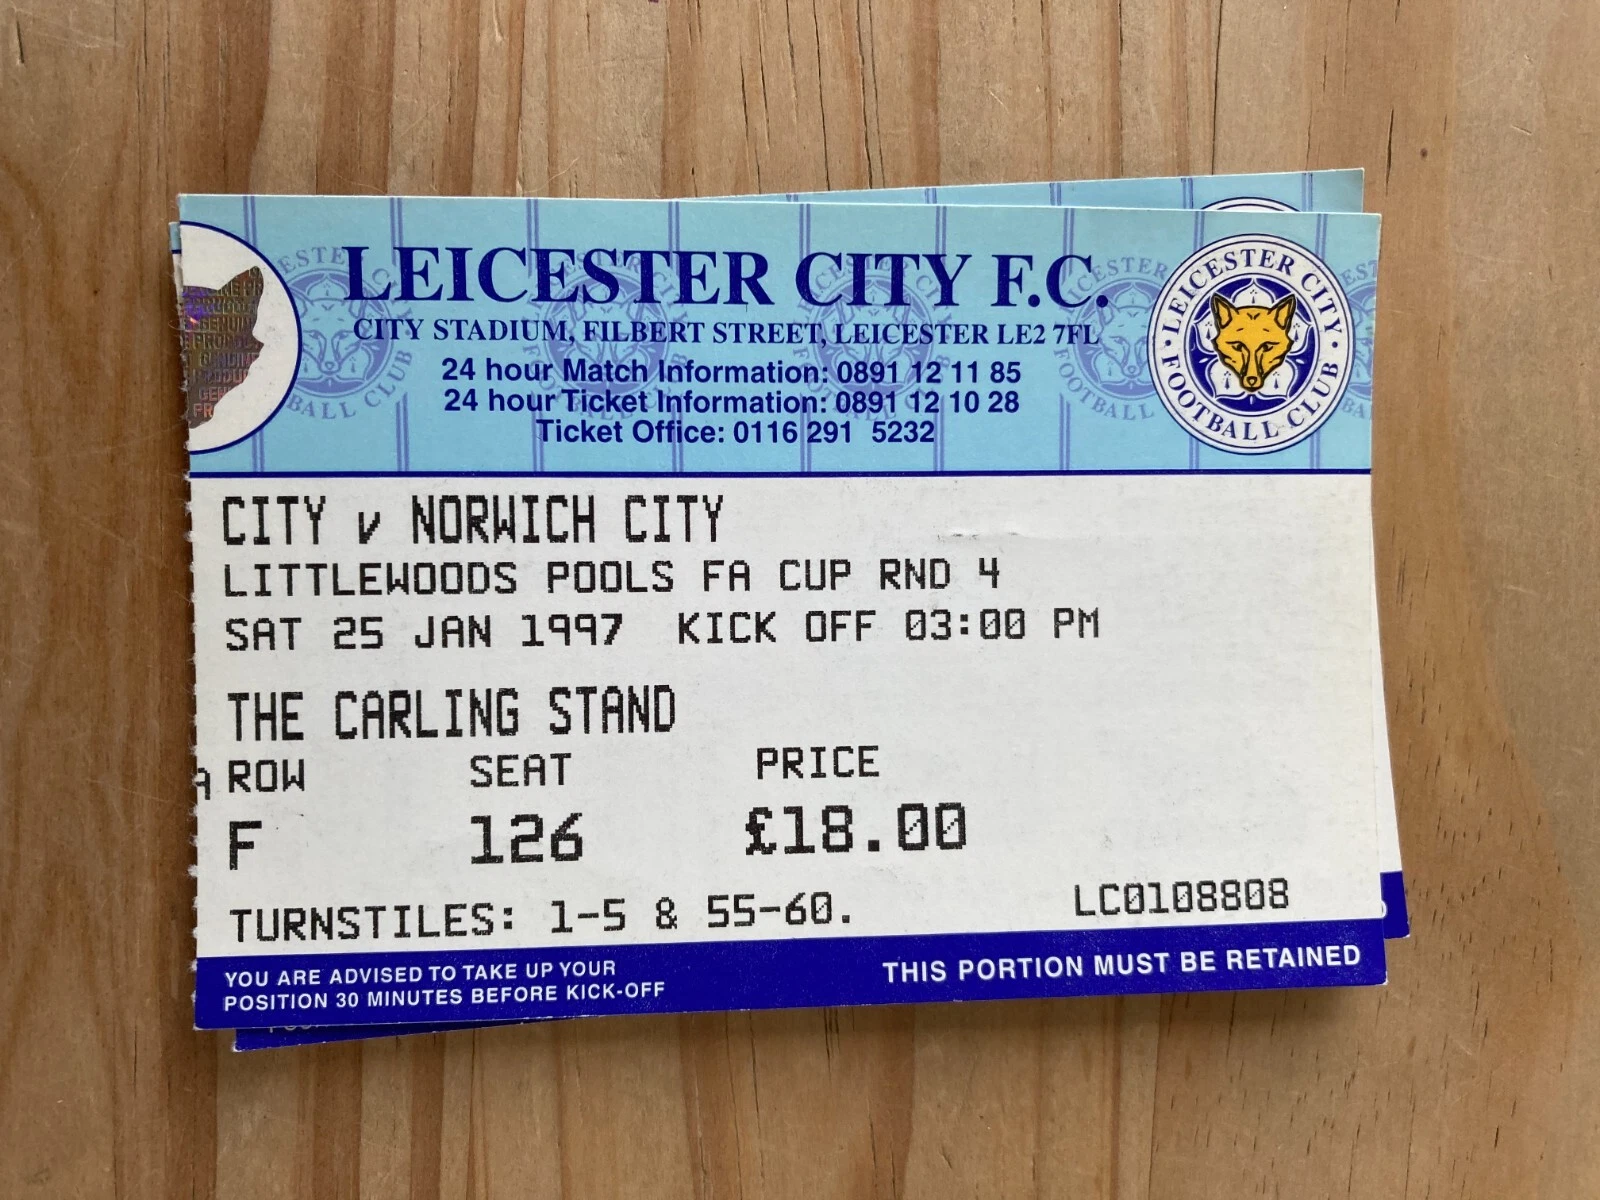 LEICESTER CITY F.C.
CITY STADIUM, FILBERT STREET, LEICESTER LE2 7FL
24 hour Match Information: 0891 12 11 85
24 hour Ticket Information: 0891 12 10 28
Ticket Office: 0116 291 5232
LEICESTER CITY
FOOTBALL CLUB
CITY v NORWICH CITY
LITTLEWOODS POOLS FA CUP RND 4
SAT 25 JAN 1997 KICK OFF 03:00 PM
THE CARLING STAND
ROW SEAT PRICE
F 126 £18.00
TURNSTILES: 1-5 & 55-60. LC0108808
YOU ARE ADVISED TO TAKE UP YOUR
POSITION 30 MINUTES BEFORE KICK-OFF
THIS PORTION MUST BE RETAINED